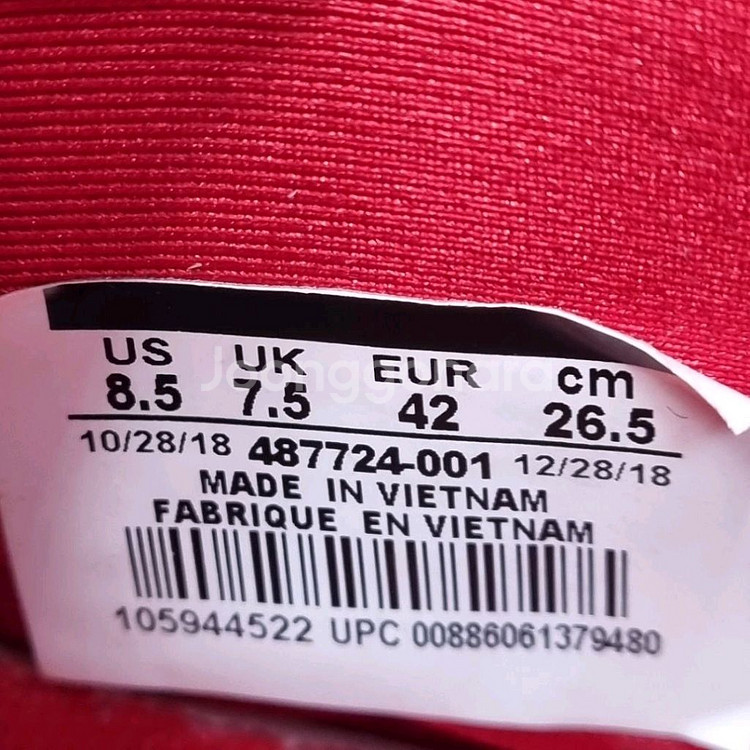 US UK EUR cm
8.5 7.5 42 26.5
10/28/18 487724-001 12/28/18
MADE IN VIETNAM
FABRIQUE EN VIETNAM
105944522 UPC 00886061379480
Joonggonara